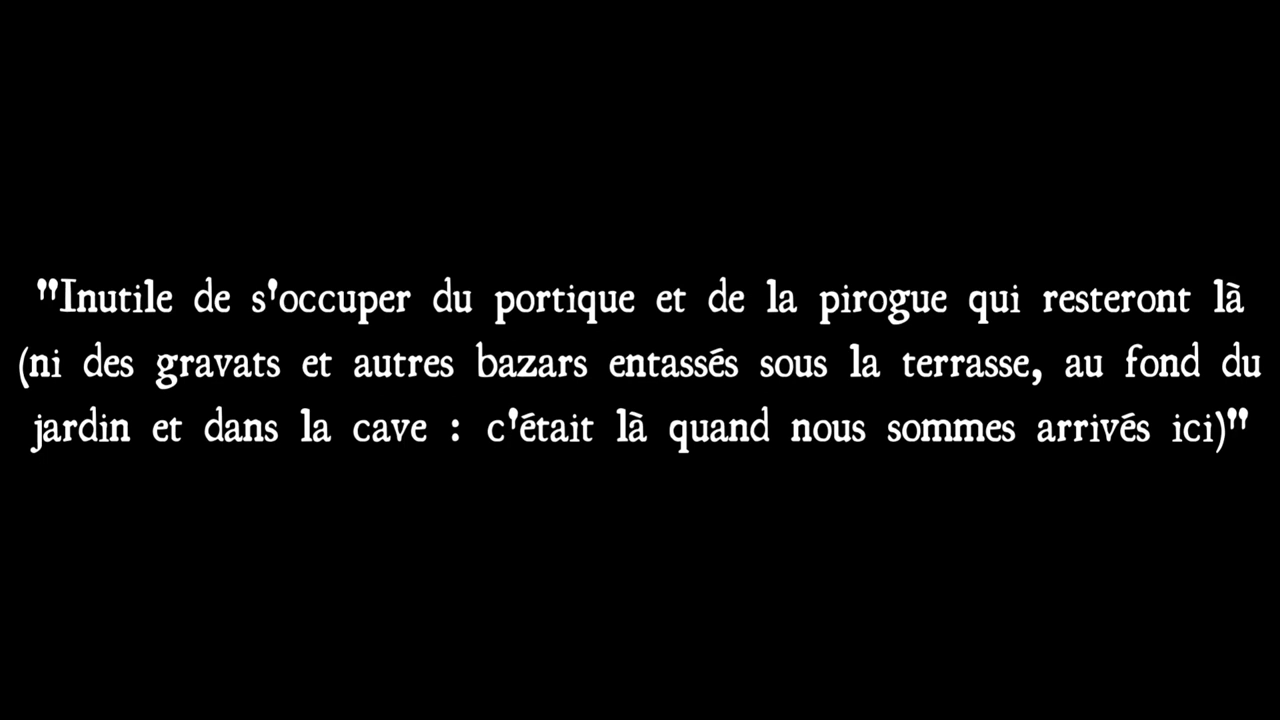 "Inutile de s'occuper du portique et de la pirogue qui resteront là
(ni des gravats et autres bazars entassés sous la terrasse, au fond du
jardin et dans la cave : c'était là quand nous sommes arrivés ici)"